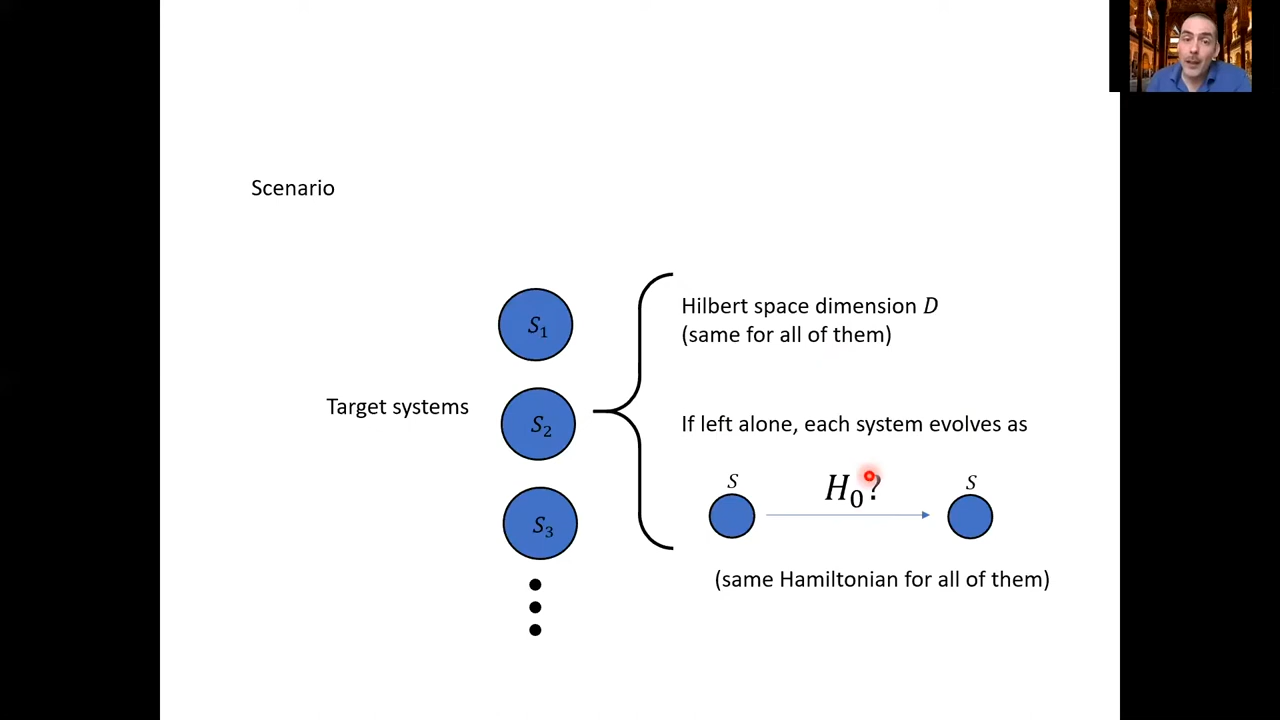 Scenario
Target systems
S₁
S₂
S₃
Hilbert space dimension D
(same for all of them)
If left alone, each system evolves as
S
H₀?
S
(same Hamiltonian for all of them)